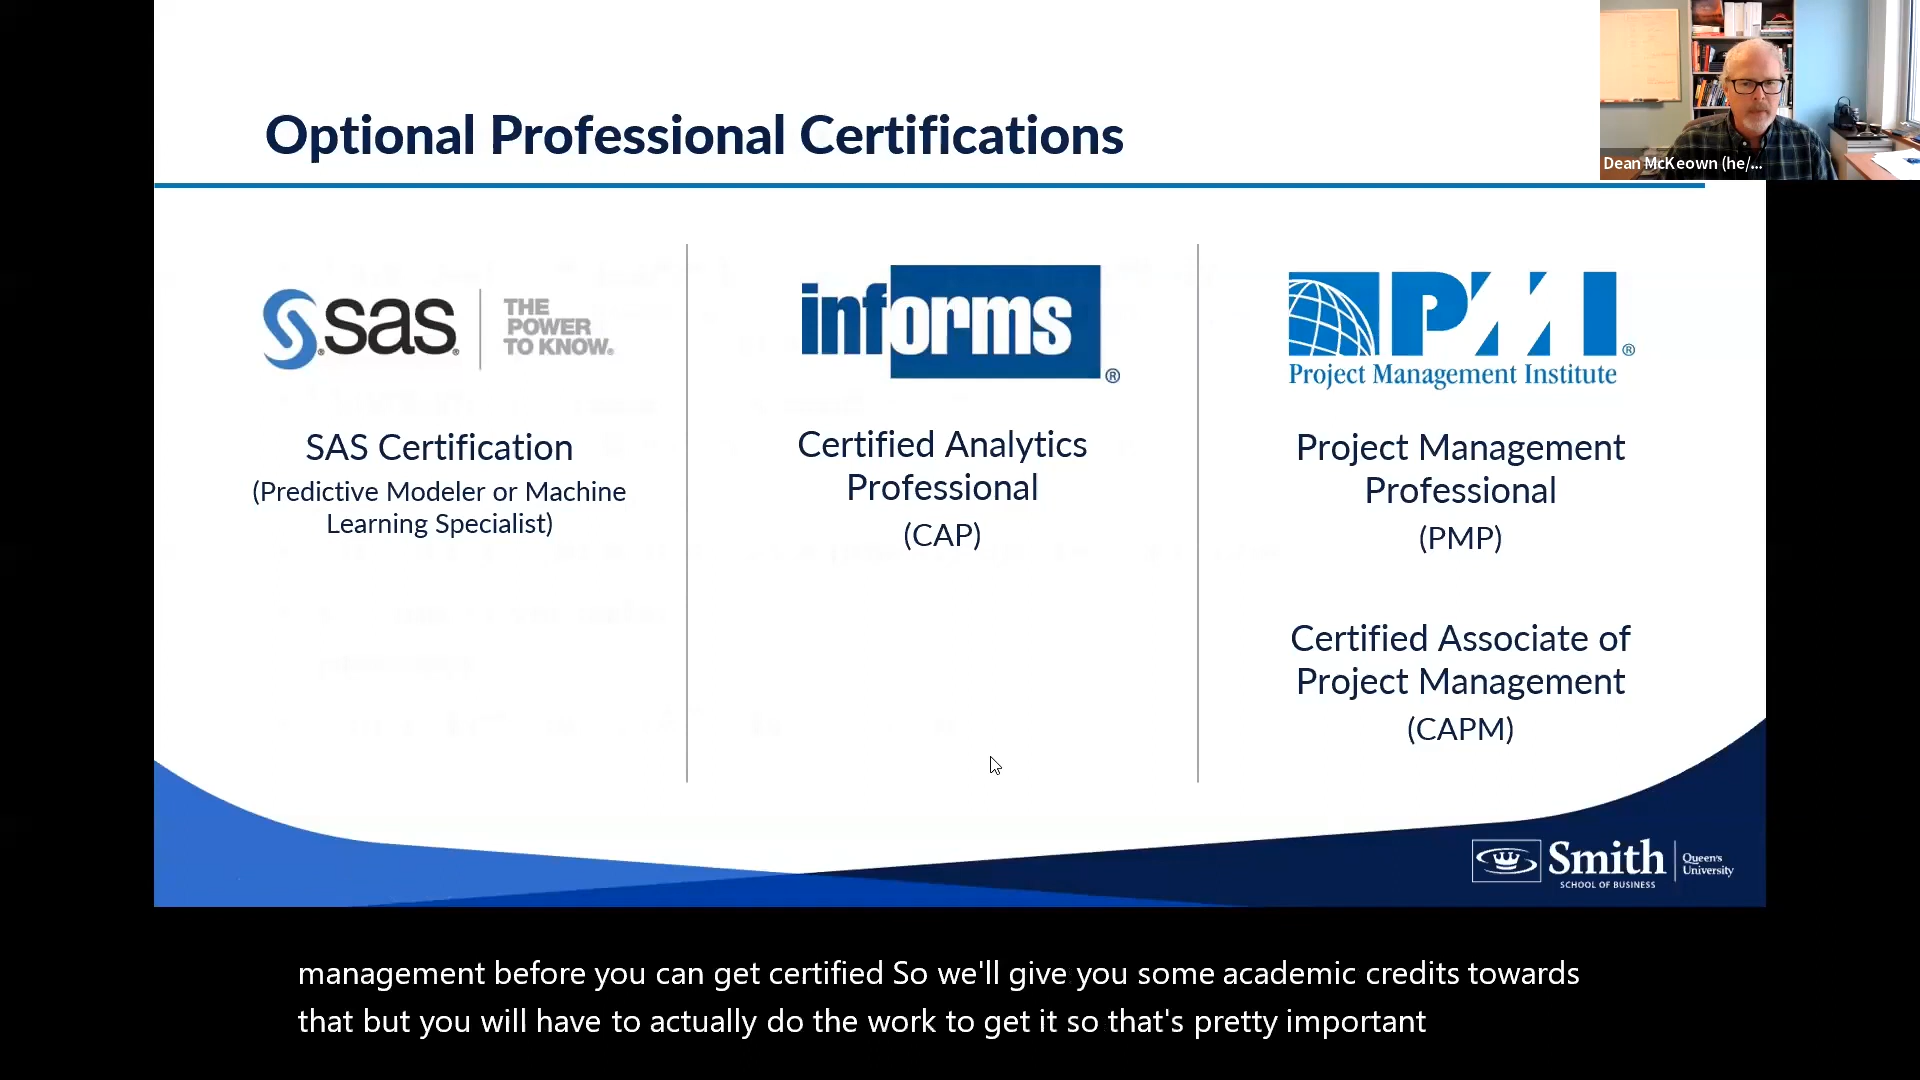 Optional Professional Certifications
Dean McKeown (he/...
sas.
THE
POWER
TO KNOW®
informs
®
PMI
®
Project Management Institute
SAS Certification
(Predictive Modeler or Machine
Learning Specialist)
Certified Analytics
Professional
(CAP)
Project Management
Professional
(PMP)
Certified Associate of
Project Management
(CAPM)
Smith
SCHOOL OF BUSINESS
Queen's
University
management before you can get certified So we'll give you some academic credits towards
that but you will have to actually do the work to get it so that's pretty important